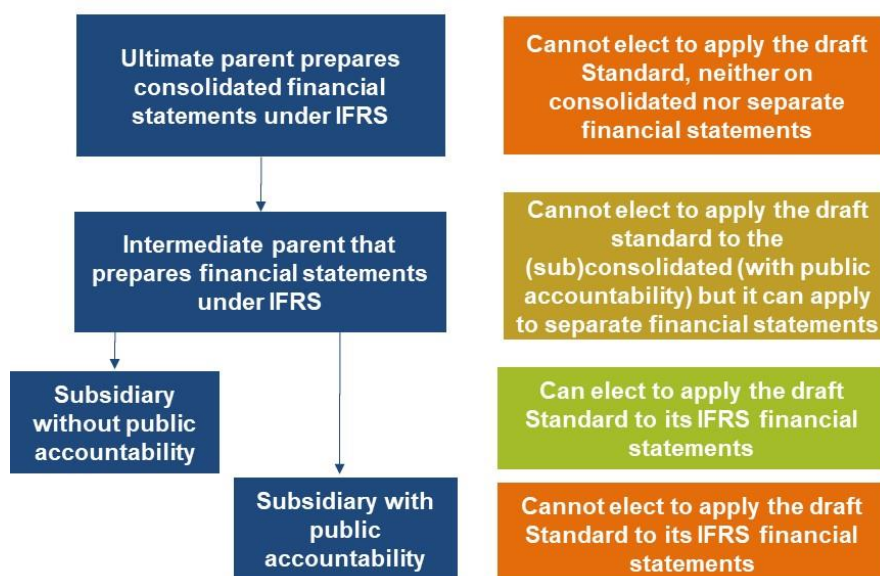 Ultimate parent prepares
consolidated financial
statements under IFRS
Cannot elect to apply the draft
Standard, neither on
consolidated nor separate
financial statements
Intermediate parent that
prepares financial statements
under IFRS
Cannot elect to apply the draft
standard to the
(sub)consolidated (with public
accountability) but it can apply
to separate financial statements
Subsidiary
without public
accountability
Can elect to apply the draft
Standard to its IFRS financial
statements
Subsidiary with
public
accountability
Cannot elect to apply the draft
Standard to its IFRS financial
statements